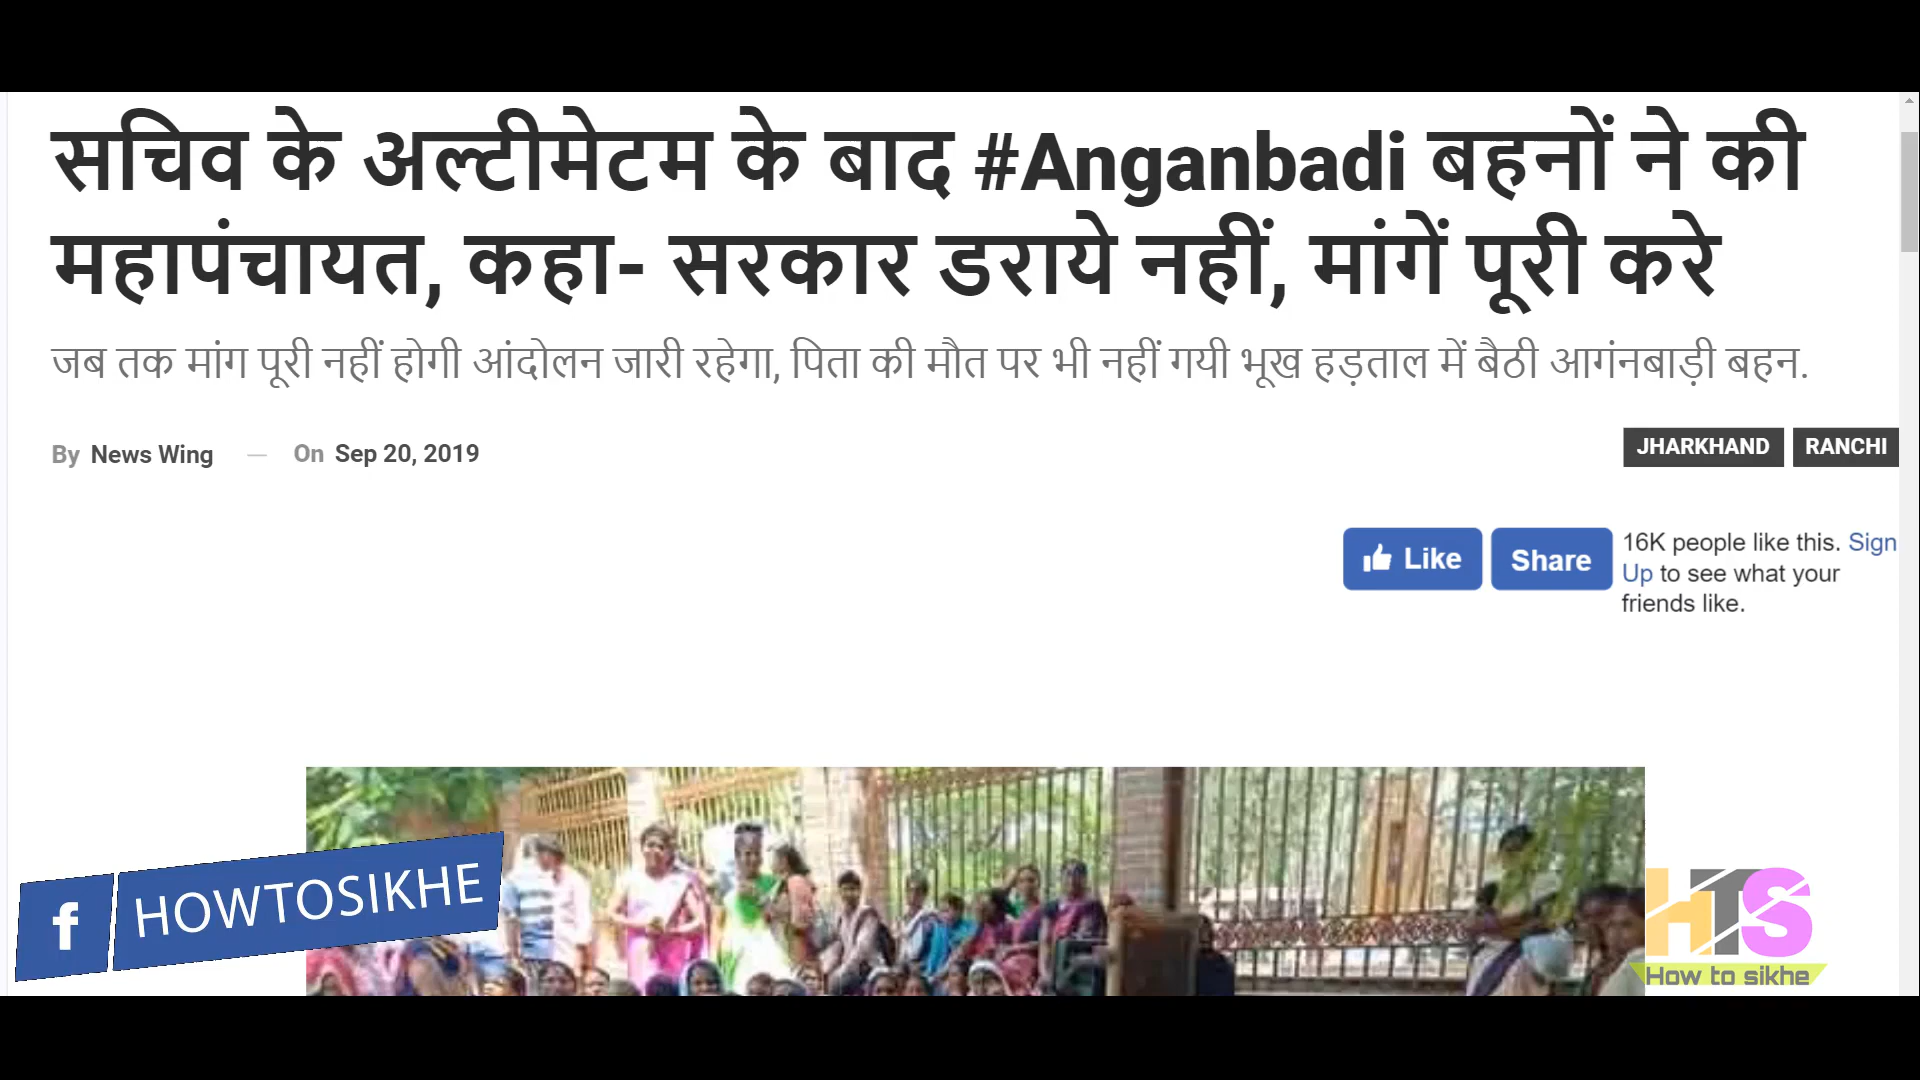 सचिव के अल्टीमेटम के बाद #Anganbadi बहनों ने की
महापंचायत, कहा- सरकार डराये नहीं, मांगें पूरी करे
जब तक मांग पूरी नहीं होगी आंदोलन जारी रहेगा, पिता की मौत पर भी नहीं गयी भूख हड़ताल में बैठी आगंनबाड़ी बहन.
By News Wing — On Sep 20, 2019
JHARKHAND RANCHI
Like Share
16K people like this. Sign
Up to see what your
friends like.
f HOWTOSIKHE
HTS
How to sikhe